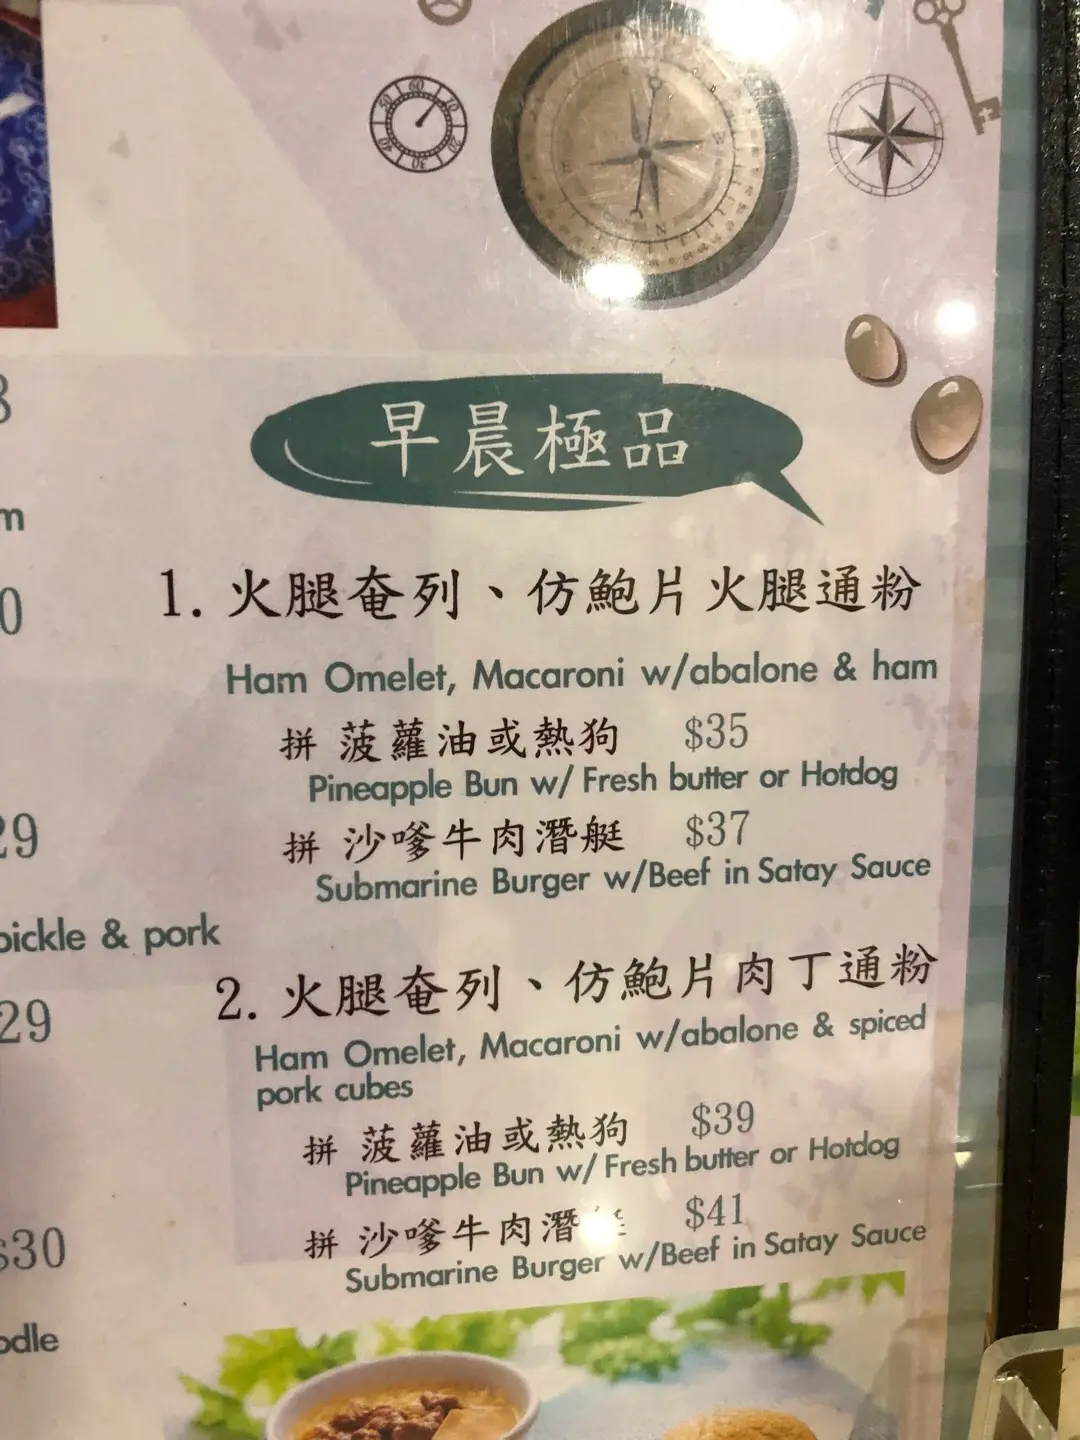 早晨極品
1. 火腿奄列、仿鮑片火腿通粉
Ham Omelet, Macaroni w/abalone & ham
拼 菠蘿油或熱狗 $35
Pineapple Bun w/ Fresh butter or Hotdog
拼 沙嗲牛肉潛艇 $37
Submarine Burger w/Beef in Satay Sauce
pickle & pork
29
2. 火腿奄列、仿鮑片肉丁通粉
Ham Omelet, Macaroni w/abalone & spiced
pork cubes
拼 菠蘿油或熱狗 $39
Pineapple Bun w/ Fresh butter or Hotdog
拼 沙嗲牛肉潛 $41
Submarine Burger w/Beef in Satay Sauce
$30